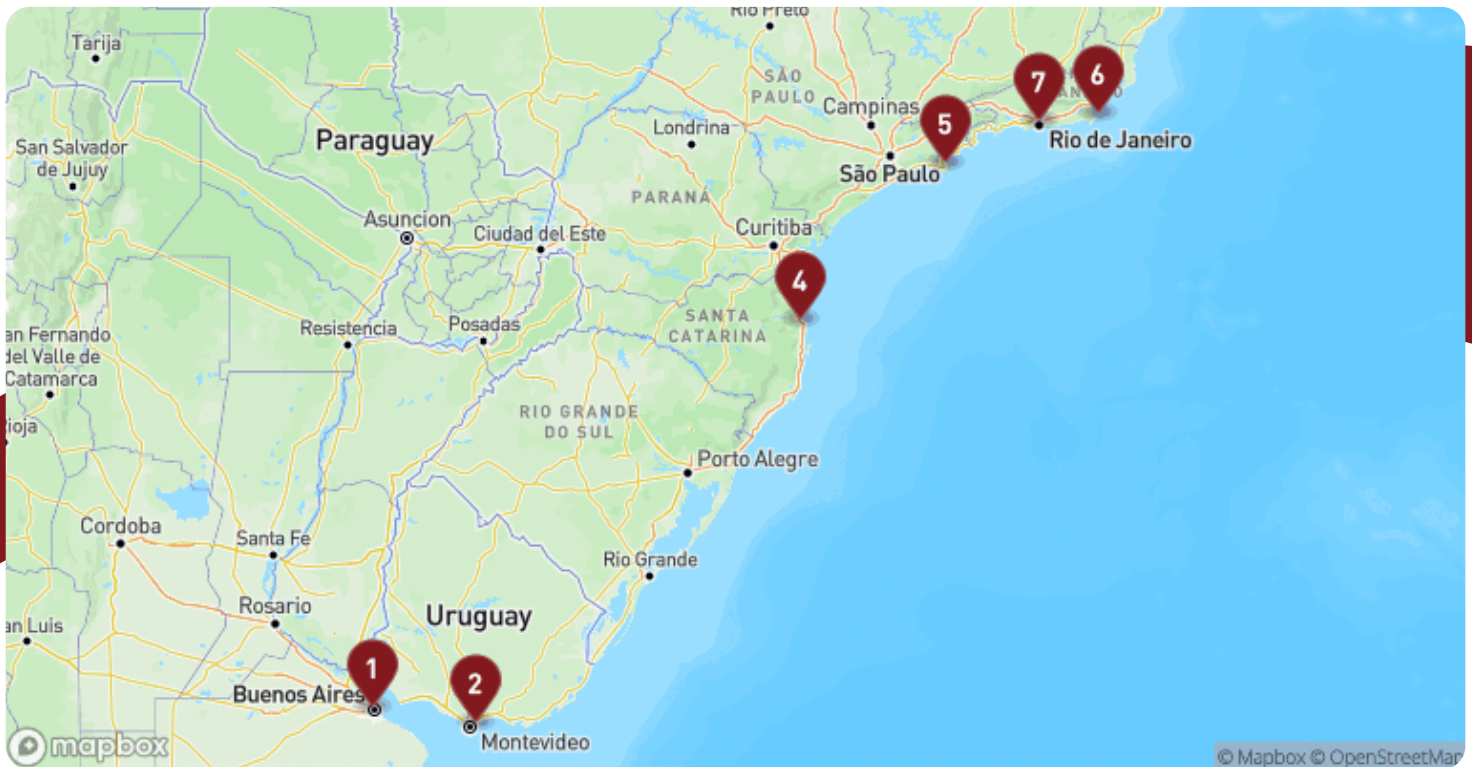 Rio Preto
Tarija
SÃO
PAULO
Campinas
7
6
5
Londrina
Paraguay
Rio de Janeiro
San Salvador
de Jujuy
São Paulo
PARANÁ
Asuncion
Ciudad del Este
Curitiba
4
SANTA
CATARINA
Resistencia
Posadas
an Fernando
del Valle de
Catamarca
RIO GRANDE
DO SUL
ioja
Porto Alegre
Cordoba
Santa Fe
Rio Grande
Rosario
Uruguay
an Luis
1
2
Buenos Aires
Montevideo
mapbox
© Mapbox © OpenStreetMap